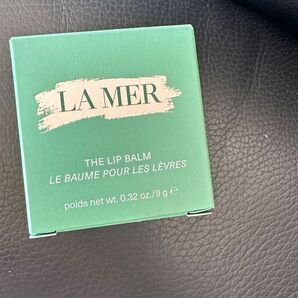 LA MER
THE LIP BALM
LE BAUME POUR LES LÈVRES
poids net wt. 0.32 oz./9 g ℮